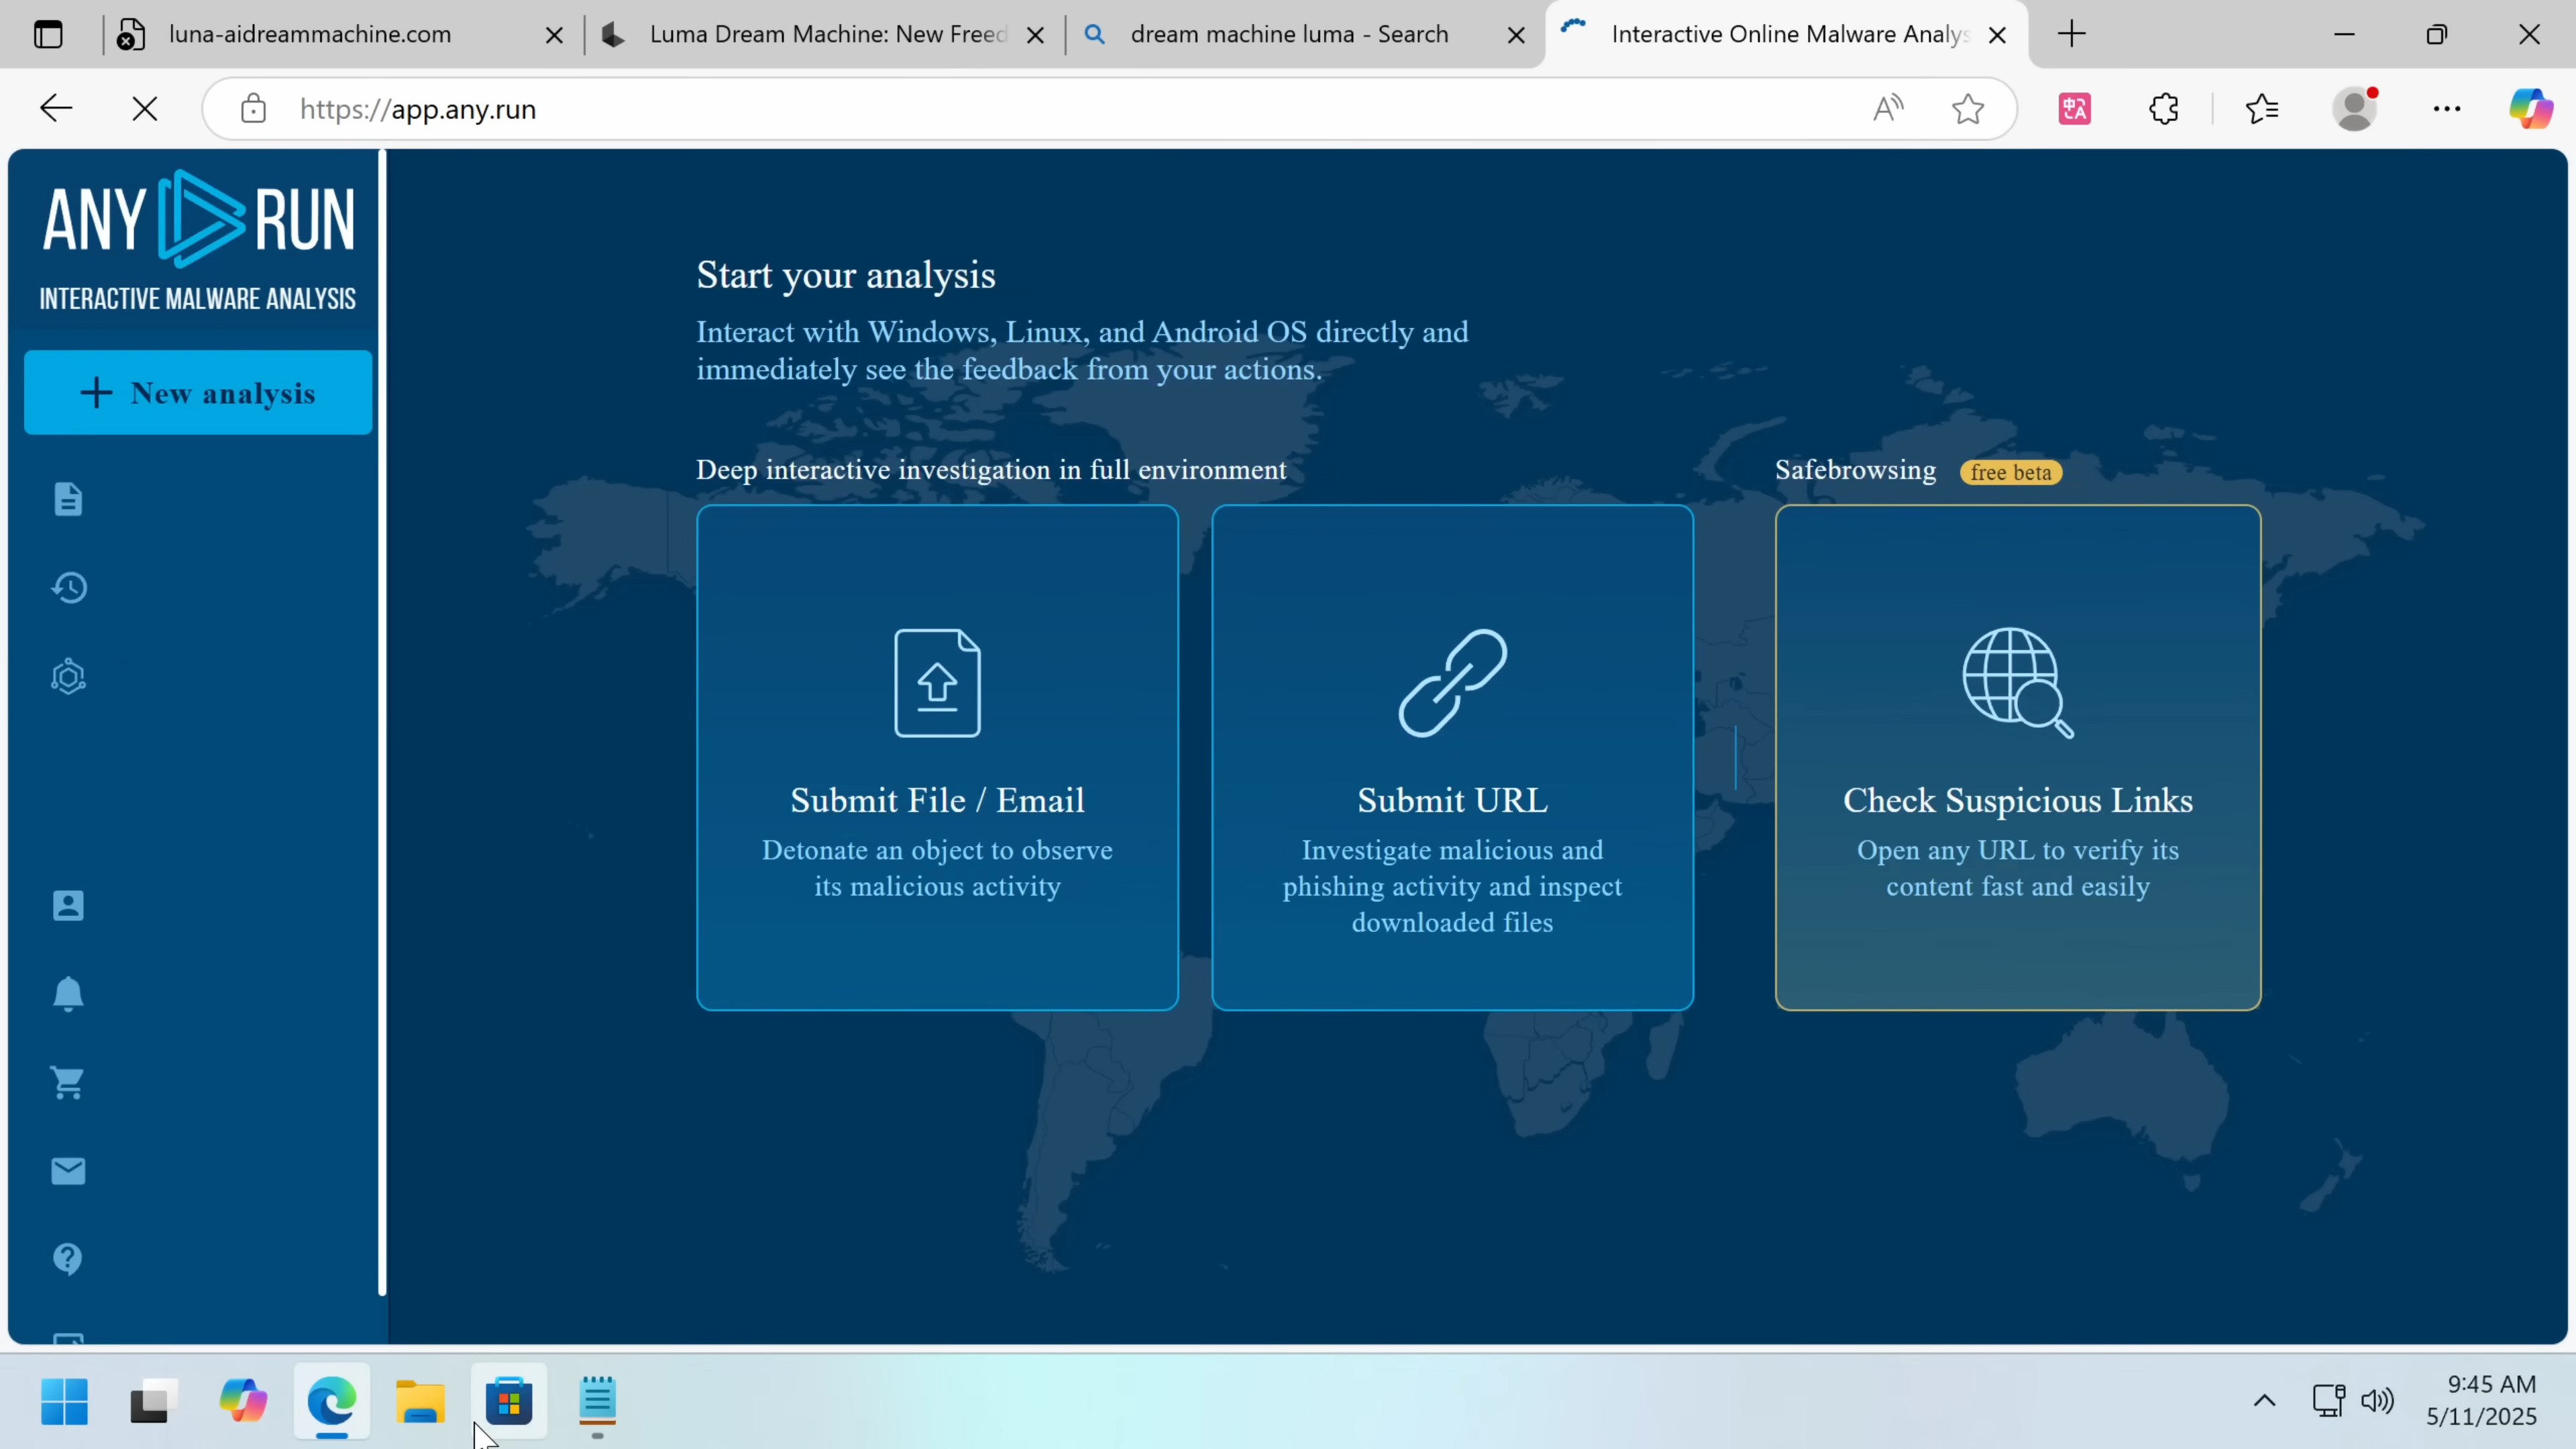 luna-aidreammachine.com
Luma Dream Machine: New Freed
dream machine luma - Search
Interactive Online Malware Analys
https://app.any.run
ANY RUN
INTERACTIVE MALWARE ANALYSIS
New analysis
Start your analysis
Interact with Windows, Linux, and Android OS directly and
immediately see the feedback from your actions.
Deep interactive investigation in full environment
Submit File / Email
Detonate an object to observe
its malicious activity
Submit URL
Investigate malicious and
phishing activity and inspect
downloaded files
Safebrowsing free beta
Check Suspicious Links
Open any URL to verify its
content fast and easily
9:45 AM
5/11/2025